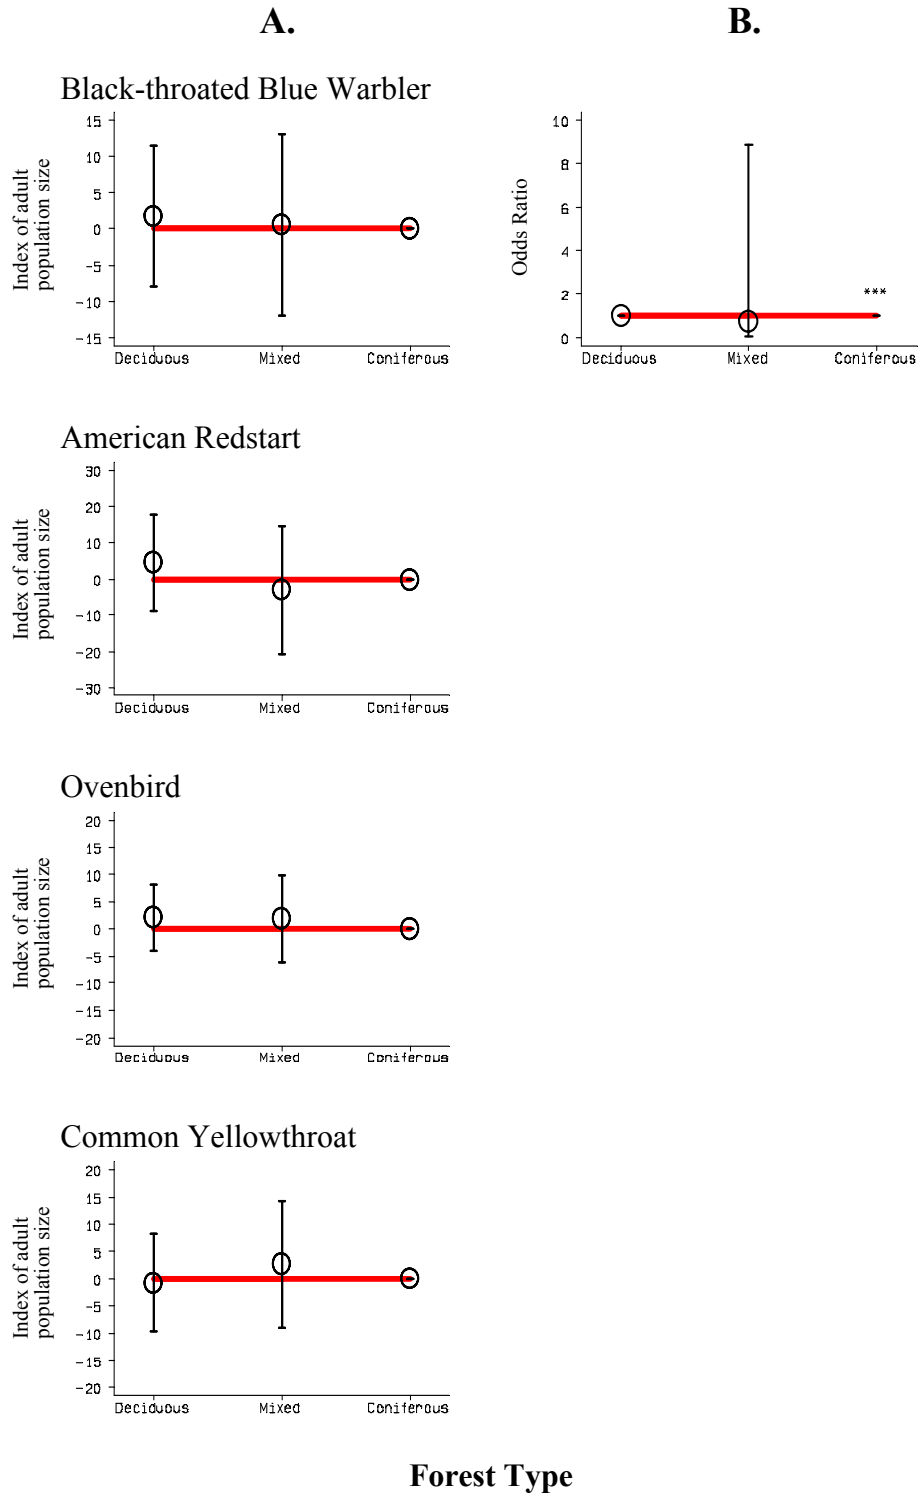 A.
B.
Black-throated Blue Warbler
Index of adult
population size
15
10
5
0
-5
-10
-15
Deciduous
Mixed
Coniferous
Odds Ratio
10
8
6
4
2
0
***
Deciduous
Mixed
Coniferous
American Redstart
Index of adult
population size
30
20
10
0
-10
-20
-30
Deciduous
Mixed
Coniferous
Ovenbird
Index of adult
population size
20
15
10
5
0
-5
-10
-15
-20
Deciduous
Mixed
Coniferous
Common Yellowthroat
Index of adult
population size
20
15
10
5
0
-5
-10
-15
-20
Deciduous
Mixed
Coniferous
Forest Type